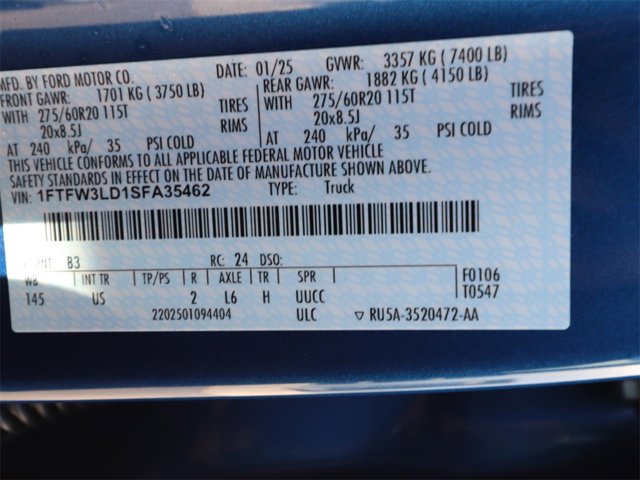 MFD. BY FORD MOTOR CO. DATE: 01/25 GVWR: 3357 KG ( 7400 LB)
FRONT GAWR: 1701 KG ( 3750 LB) REAR GAWR: 1882 KG ( 4150 LB)
WITH 275/60R20 115T TIRES WITH 275/60R20 115T TIRES
20x8.5J RIMS 20x8.5J RIMS
AT 240 kPa/ 35 PSI COLD AT 240 kPa/ 35 PSI COLD
THIS VEHICLE CONFORMS TO ALL APPLICABLE FEDERAL MOTOR VEHICLE
SAFETY STANDARDS IN EFFECT ON THE DATE OF MANUFACTURE SHOWN ABOVE.
VIN: 1FTFW3LD1SFA35462 TYPE: Truck
PNT: B3 RC: 24 DSO:
WB INT TR TP/PS R AXLE TR SPR F0106
145 US 2 L6 H UUCC T0547
2202501094404 ULC ▽ RU5A-3520472-AA